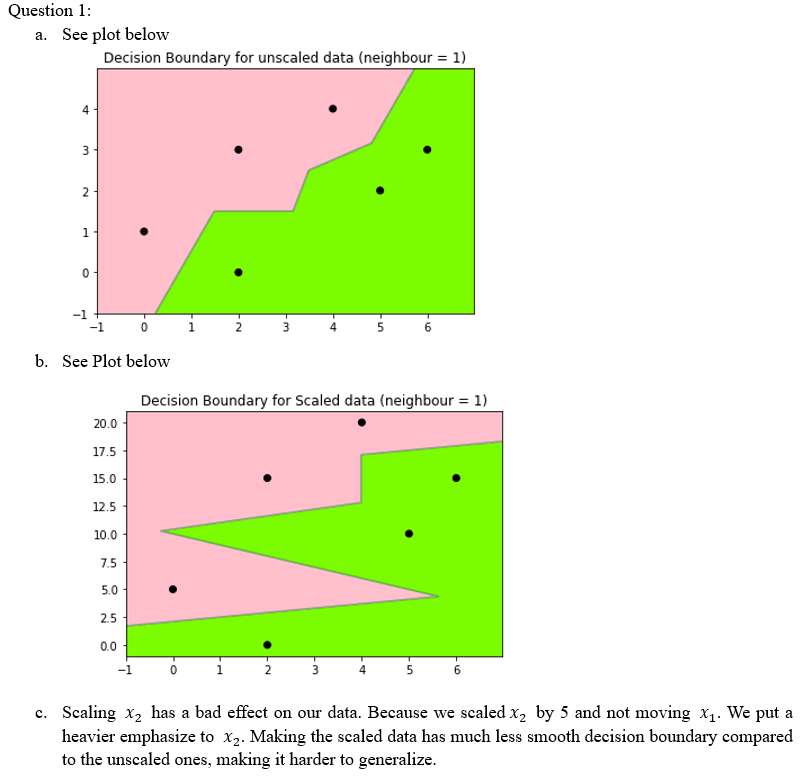 Question 1:
a. See plot below
Decision Boundary for unscaled data (neighbour = 1)
4
3
2
1
0
−1
−1 0 1 2 3 4 5 6
b. See Plot below
Decision Boundary for Scaled data (neighbour = 1)
20.0
17.5
15.0
12.5
10.0
7.5
5.0
2.5
0.0
−1 0 1 2 3 4 5 6
c. Scaling x₂ has a bad effect on our data. Because we scaled x₂ by 5 and not moving x₁. We put a
heavier emphasize to x₂. Making the scaled data has much less smooth decision boundary compared
to the unscaled ones, making it harder to generalize.